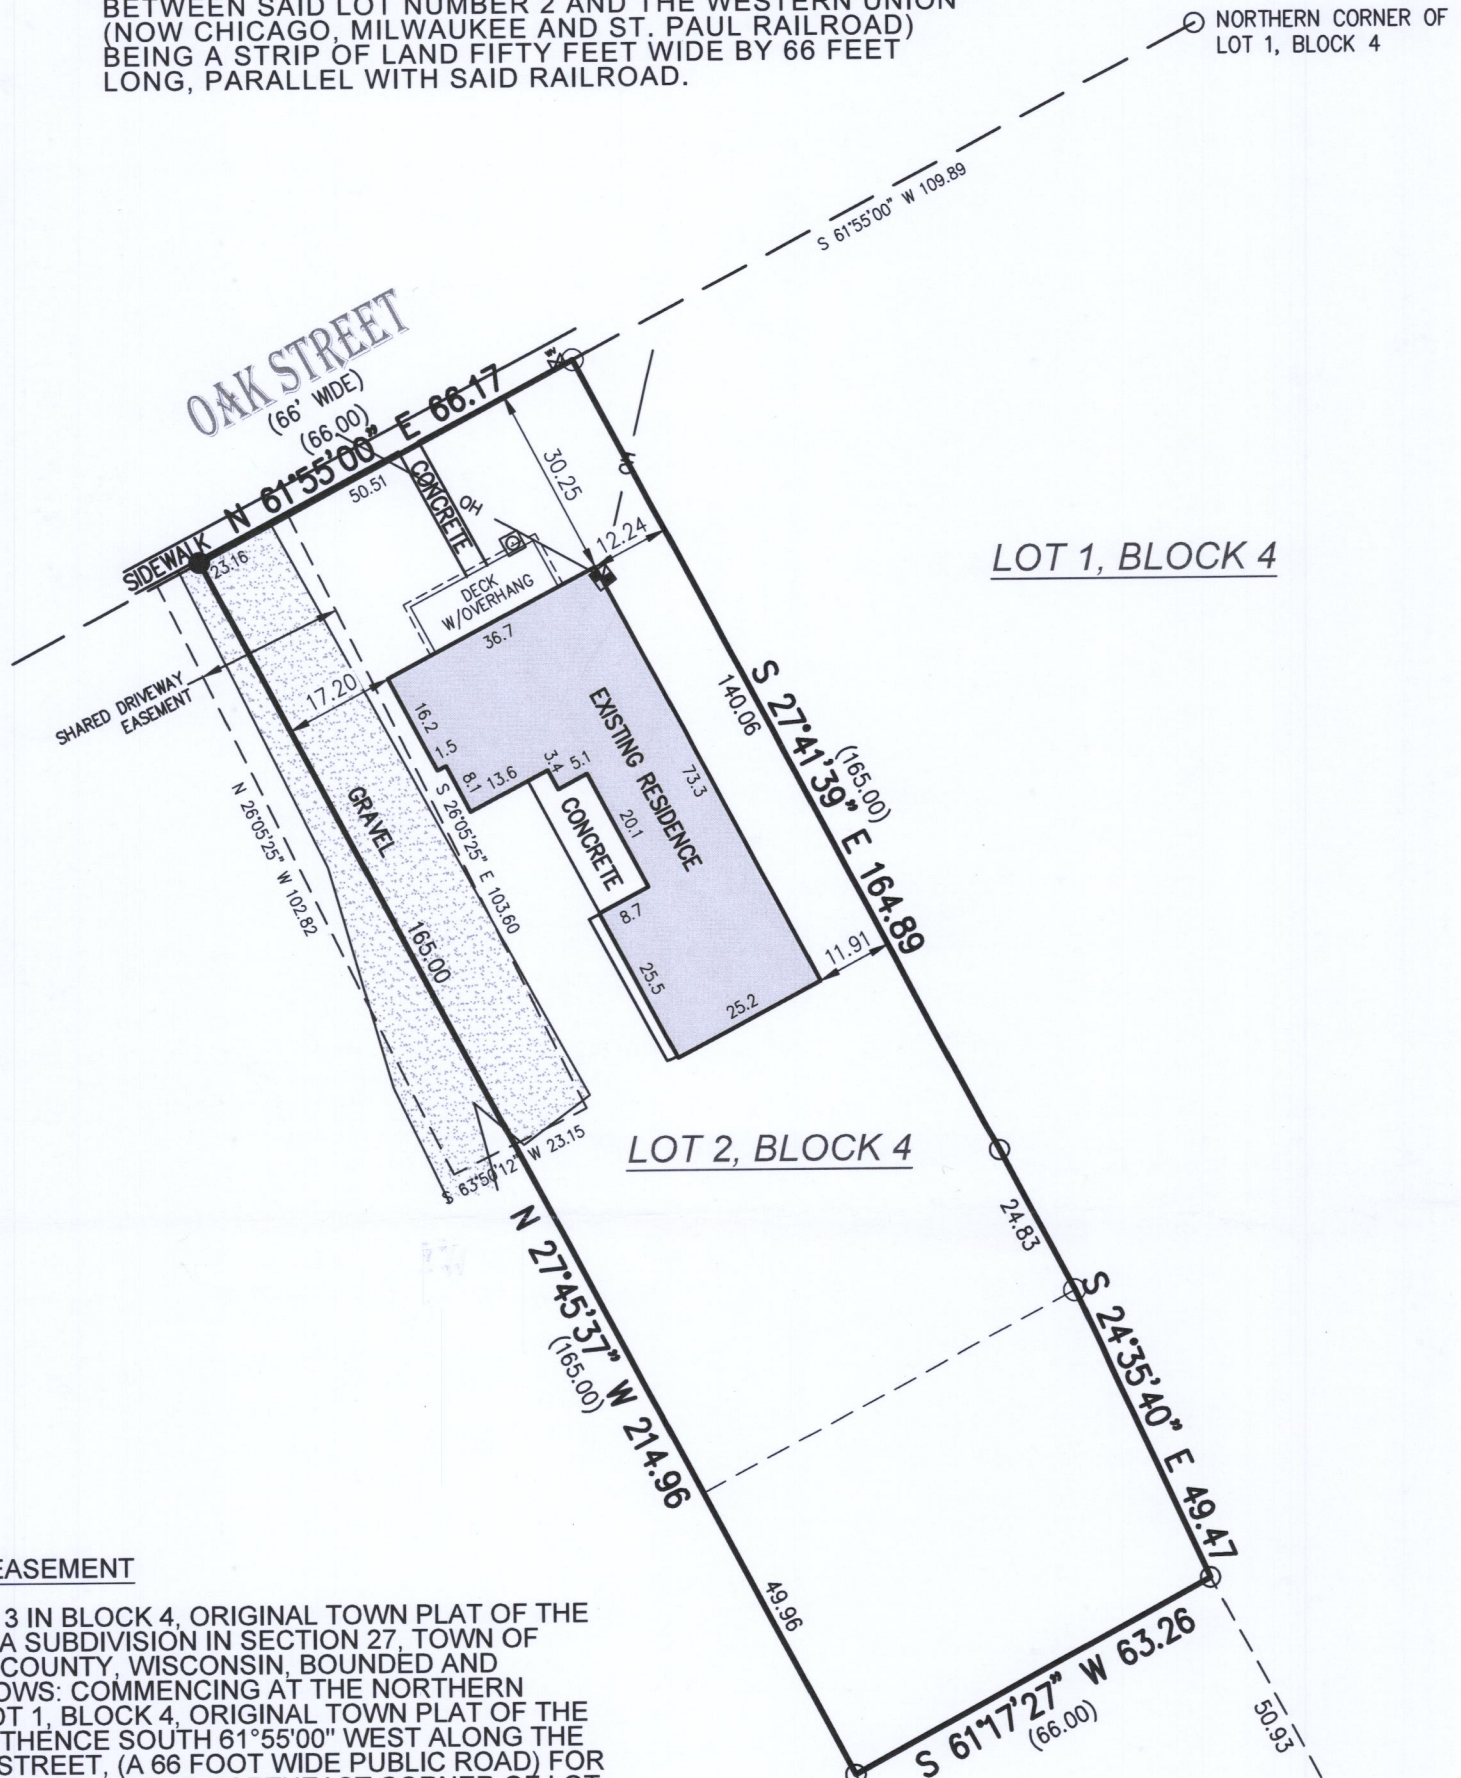 BETWEEN SAID LOT NUMBER 2 AND THE WESTERN UNION
(NOW CHICAGO, MILWAUKEE AND ST. PAUL RAILROAD)
BEING A STRIP OF LAND FIFTY FEET WIDE BY 66 FEET
LONG, PARALLEL WITH SAID RAILROAD.
NORTHERN CORNER OF
LOT 1, BLOCK 4
S 61°55'00" W 109.89
OAK STREET
(66' WIDE)
(66.00)
N 61°55'00" E 66.17
50.51
SIDEWALK
23.16
CONCRETE
OH
30.25
12.24
DECK
W/OVERHANG
36.7
LOT 1, BLOCK 4
SHARED DRIVEWAY
EASEMENT
17.20
16.2
1.5
8.1
13.6
3.4
5.1
EXISTING RESIDENCE
73.3
140.06
S 27°41'39" E 164.89
(165.00)
N 26°05'25" W 102.82
GRAVEL
S 26°05'25" E 103.60
CONCRETE
20.1
8.7
165.00
25.5
25.2
11.91
S 63°50'12" W 23.15
LOT 2, BLOCK 4
24.83
N 27°45'37" W 214.96
(165.00)
S 24°35'40" E 49.47
49.96
S 61°17'27" W 63.26
(66.00)
50.93
EASEMENT
3 IN BLOCK 4, ORIGINAL TOWN PLAT OF THE
A SUBDIVISION IN SECTION 27, TOWN OF
COUNTY, WISCONSIN, BOUNDED AND
OWS: COMMENCING AT THE NORTHERN
OT 1, BLOCK 4, ORIGINAL TOWN PLAT OF THE
THENCE SOUTH 61°55'00" WEST ALONG THE
STREET, (A 66 FOOT WIDE PUBLIC ROAD) FOR
CORNER OF LOT